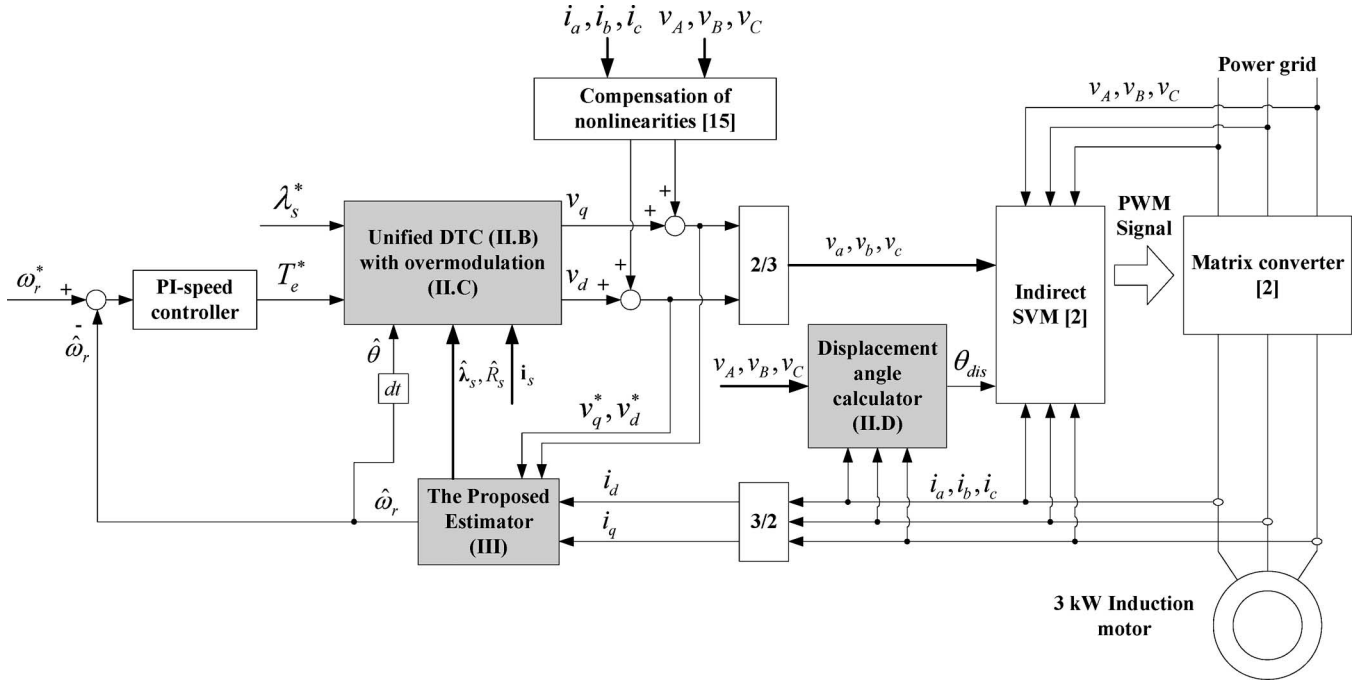 i_a, i_b, i_c
v_A, v_B, v_C
Power grid
Compensation of
nonlinearities [15]
v_A, v_B, v_C
λ_s^*
v_q
+
+
+
PWM
Signal
Unified DTC (II.B)
with overmodulation
(II.C)
2/3
v_a, v_b, v_c
ω_r^*
+
-
PI-speed
controller
T_e^*
v_d
+
Indirect
SVM [2]
Matrix converter
[2]
ω̂_r
θ̂
dt
λ̂_s, R̂_s
i_s
v_A, v_B, v_C
Displacement
angle
calculator
(II.D)
θ_dis
v_q^*, v_d^*
ω̂_r
The Proposed
Estimator
(III)
i_d
i_q
3/2
i_a, i_b, i_c
3 kW Induction
motor